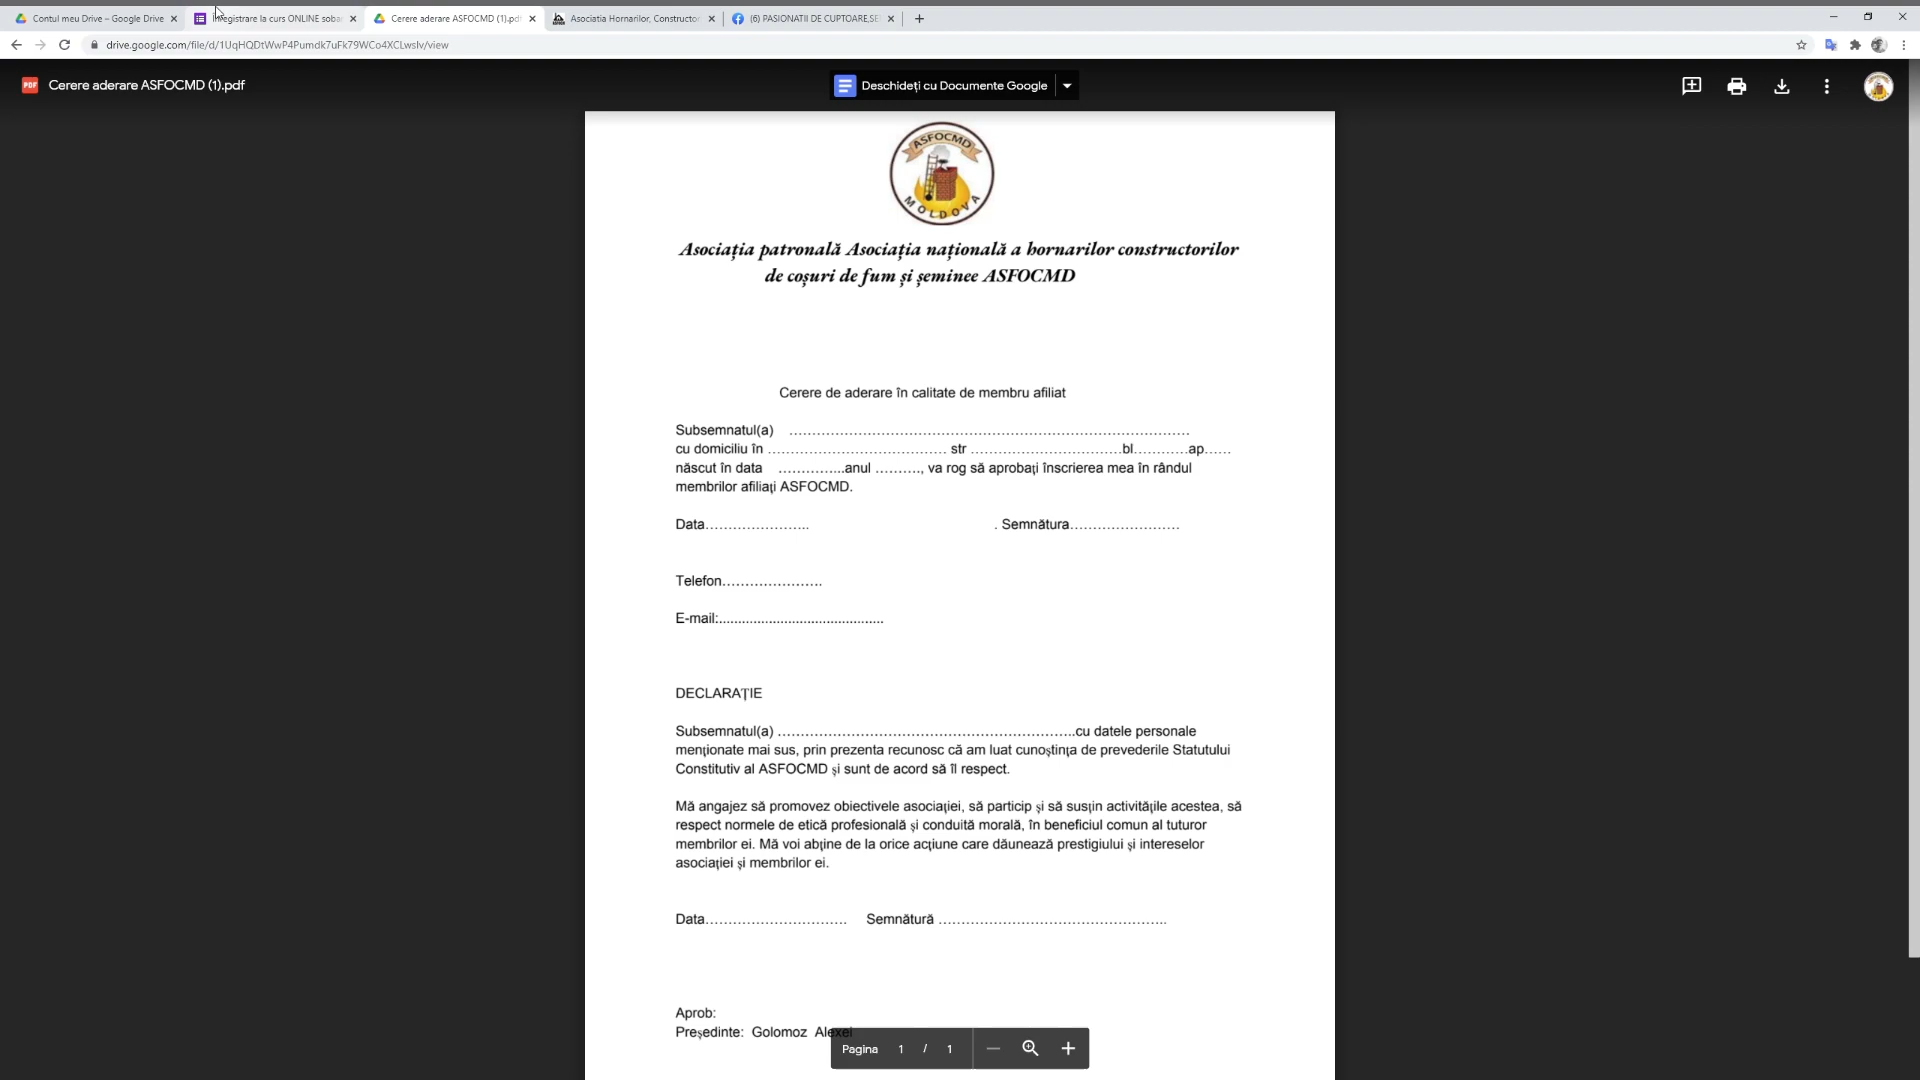 Contul meu Drive – Google Drive
Înregistrare la curs ONLINE soba
Cerere aderare ASFOCMD (1).pdf
Asociatia Hornarilor, Constructor
(6) PASIONATII DE CUPTOARE,SE
drive.google.com/file/d/1UqHQDtWwP4Pumdk7uFk79WCo4XCLwslv/view
PDF
Cerere aderare ASFOCMD (1).pdf
Deschideți cu Documente Google
ASFOCMD
MOLDOVA
Asociația patronală Asociația națională a hornarilor constructorilor
de coșuri de fum și șeminee ASFOCMD
Cerere de aderare în calitate de membru afiliat
Subsemnatul(a) ……………………………………………………………………………
cu domiciliu în ………………………………… str ……………………………bl…………ap……
născut în data …………...anul ………., va rog să aprobați înscrierea mea în rândul
membrilor afiliați ASFOCMD.
Data………………….. . Semnătura……………………
Telefon………………….
E-mail:...........................................
DECLARAȚIE
Subsemnatul(a) ………………………………………………………..cu datele personale
menționate mai sus, prin prezenta recunosc că am luat cunoștința de prevederile Statutului
Constitutiv al ASFOCMD și sunt de acord să îl respect.
Mă angajez să promovez obiectivele asociației, să particip și să susțin activitățile acestea, să
respect normele de etică profesională și conduită morală, în beneficiul comun al tuturor
membrilor ei. Mă voi abține de la orice acțiune care dăunează prestigiului și intereselor
asociației și membrilor ei.
Data…………………………. Semnătură …………………………………………..
Aprob:
Președinte: Golomoz Alexei
Pagina 1 / 1